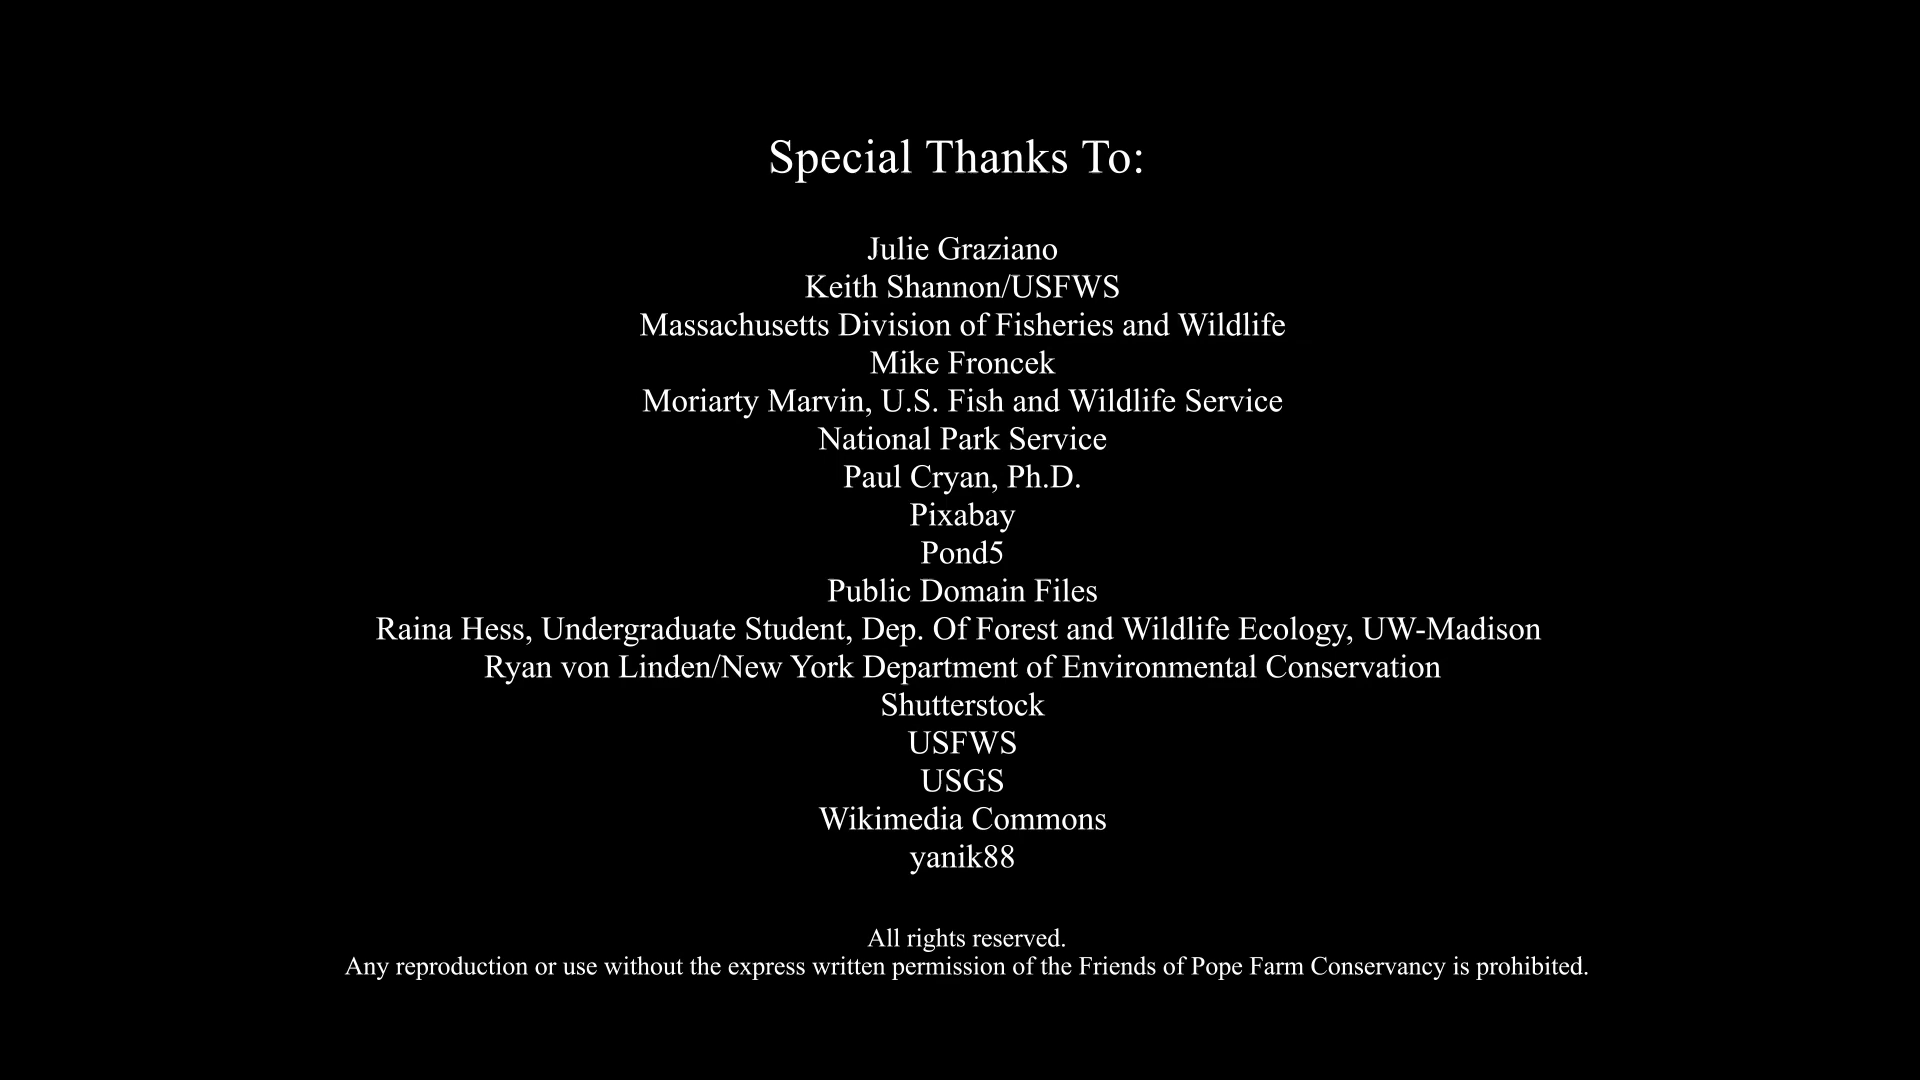 Special Thanks To:
Julie Graziano
Keith Shannon/USFWS
Massachusetts Division of Fisheries and Wildlife
Mike Froncek
Moriarty Marvin, U.S. Fish and Wildlife Service
National Park Service
Paul Cryan, Ph.D.
Pixabay
Pond5
Public Domain Files
Raina Hess, Undergraduate Student, Dep. Of Forest and Wildlife Ecology, UW-Madison
Ryan von Linden/New York Department of Environmental Conservation
Shutterstock
USFWS
USGS
Wikimedia Commons
yanik88
All rights reserved.
Any reproduction or use without the express written permission of the Friends of Pope Farm Conservancy is prohibited.